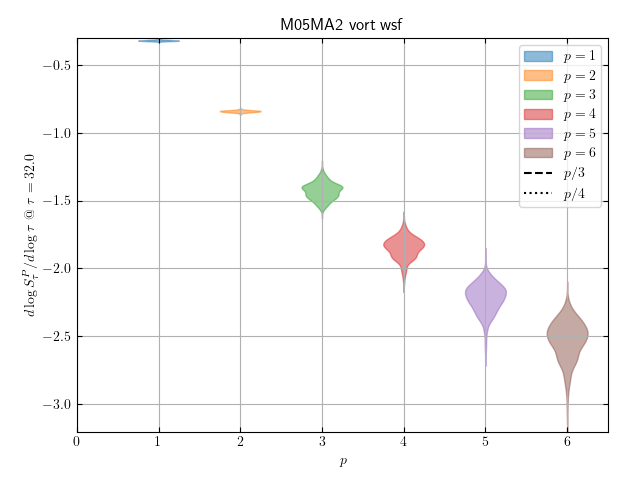 M05MA2 vort wsf
d log S_τ^P / d log τ @ τ = 32.0
−0.5
−1.0
−1.5
−2.0
−2.5
−3.0
0 1 2 3 4 5 6
p
p = 1
p = 2
p = 3
p = 4
p = 5
p = 6
p/3
p/4